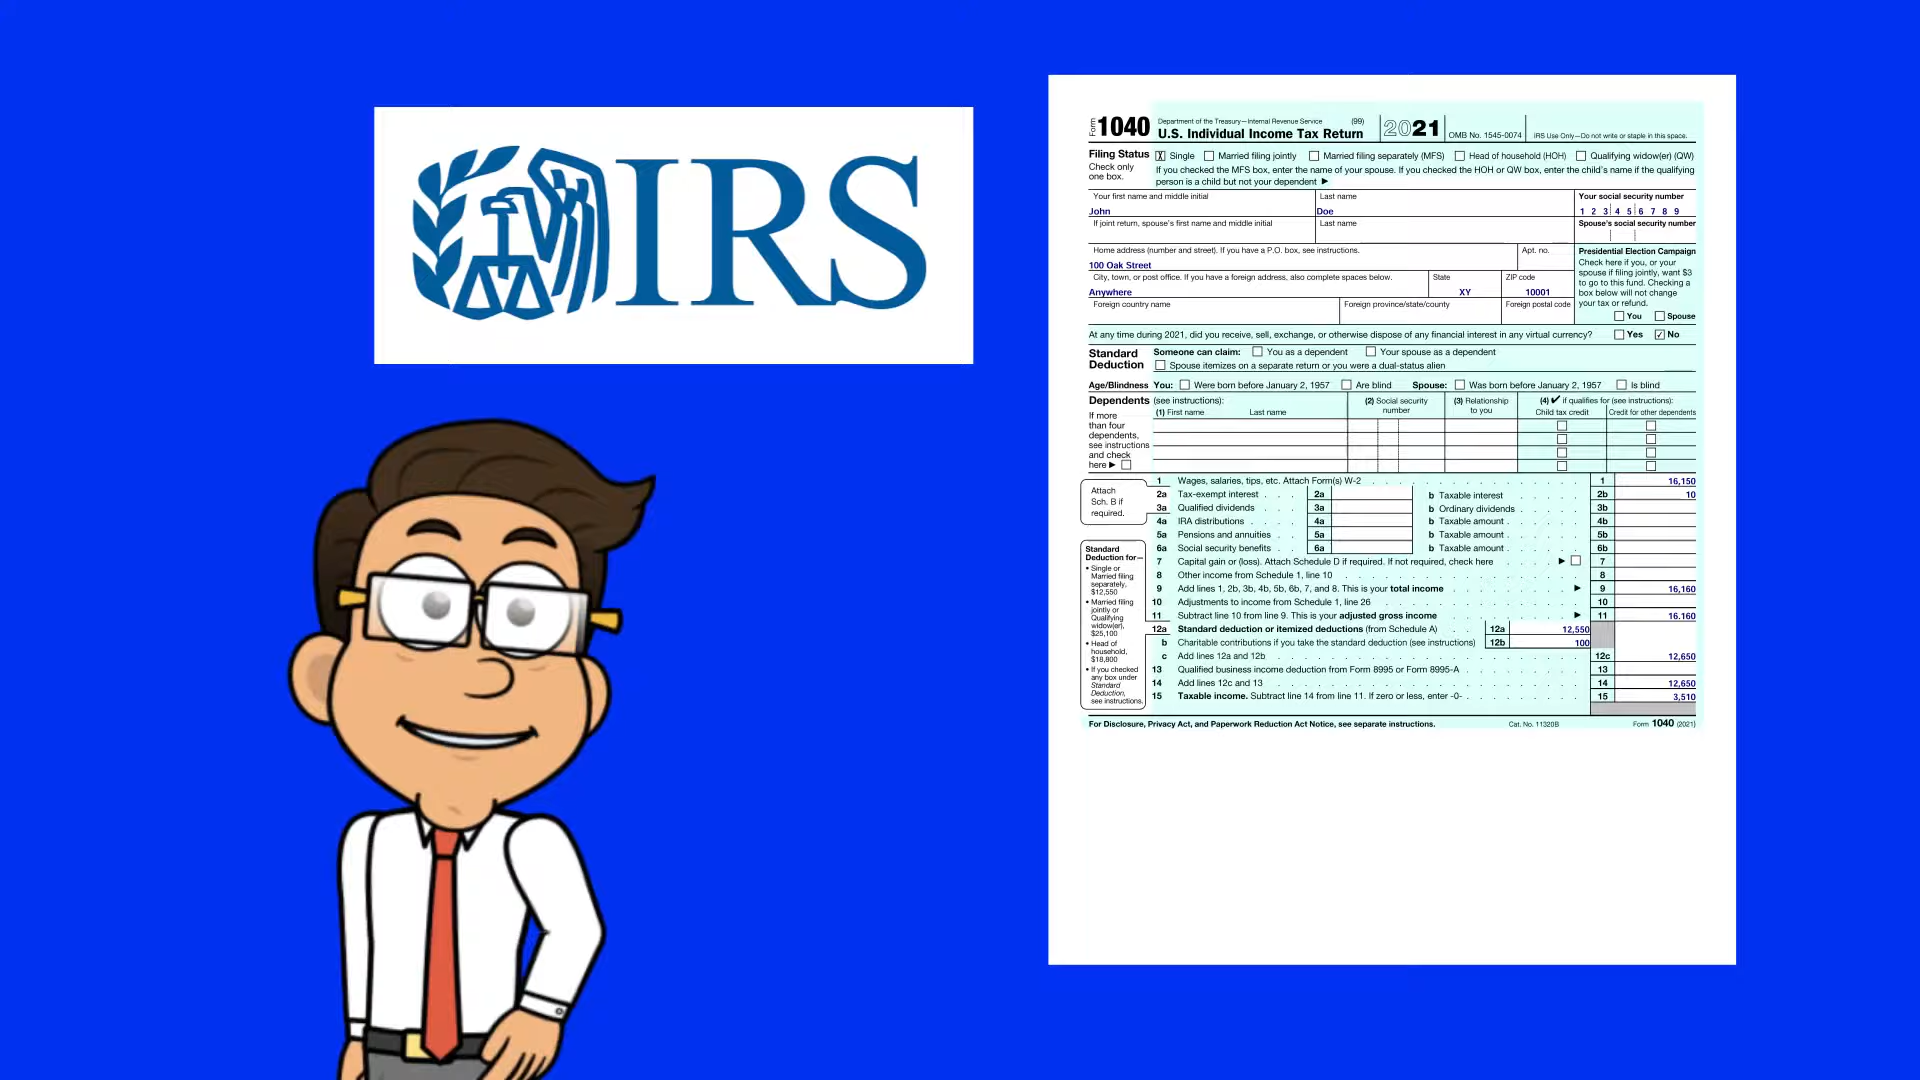 IRS
Form 1040 Department of the Treasury—Internal Revenue Service (99) U.S. Individual Income Tax Return 2021 OMB No. 1545-0074 IRS Use Only—Do not write or staple in this space.
Filing Status Check only one box. X Single Married filing jointly Married filing separately (MFS) Head of household (HOH) Qualifying widow(er) (QW)
If you checked the MFS box, enter the name of your spouse. If you checked the HOH or QW box, enter the child's name if the qualifying
person is a child but not your dependent ▶
Your first name and middle initial Last name Your social security number
John Doe 1 2 3 4 5 6 7 8 9
If joint return, spouse's first name and middle initial Last name Spouse's social security number
Home address (number and street). If you have a P.O. box, see instructions. Apt. no.
100 Oak Street
City, town, or post office. If you have a foreign address, also complete spaces below. State ZIP code
Anywhere XY 10001
Foreign country name Foreign province/state/county Foreign postal code
Presidential Election Campaign
Check here if you, or your
spouse if filing jointly, want $3
to go to this fund. Checking a
box below will not change
your tax or refund.
You Spouse
At any time during 2021, did you receive, sell, exchange, or otherwise dispose of any financial interest in any virtual currency? Yes ✓ No
Standard Deduction
Someone can claim: You as a dependent Your spouse as a dependent
Spouse itemizes on a separate return or you were a dual-status alien
Age/Blindness You: Were born before January 2, 1957 Are blind Spouse: Was born before January 2, 1957 Is blind
Dependents (see instructions): (2) Social security number (3) Relationship to you (4) ✔ if qualifies for (see instructions):
(1) First name Last name Child tax credit Credit for other dependents
If more
than four
dependents,
see instructions
and check
here ▶
Attach
Sch. B if
required.
1 Wages, salaries, tips, etc. Attach Form(s) W-2 1 16,150
2a Tax-exempt interest 2a b Taxable interest 2b 10
3a Qualified dividends 3a b Ordinary dividends 3b
4a IRA distributions 4a b Taxable amount 4b
5a Pensions and annuities 5a b Taxable amount 5b
6a Social security benefits 6a b Taxable amount 6b
7 Capital gain or (loss). Attach Schedule D if required. If not required, check here ▶ 7
8 Other income from Schedule 1, line 10 8
9 Add lines 1, 2b, 3b, 4b, 5b, 6b, 7, and 8. This is your total income ▶ 9 16,160
10 Adjustments to income from Schedule 1, line 26 10
11 Subtract line 10 from line 9. This is your adjusted gross income ▶ 11 16.160
12a Standard deduction or itemized deductions (from Schedule A) 12a 12,550
b Charitable contributions if you take the standard deduction (see instructions) 12b 100
c Add lines 12a and 12b 12c 12,650
13 Qualified business income deduction from Form 8995 or Form 8995-A 13
14 Add lines 12c and 13 14 12,650
15 Taxable income. Subtract line 14 from line 11. If zero or less, enter -0- 15 3,510
Standard
Deduction for—
• Single or
Married filing
separately,
$12,550
• Married filing
jointly or
Qualifying
widow(er),
$25,100
• Head of
household,
$18,800
• If you checked
any box under
Standard
Deduction,
see instructions.
For Disclosure, Privacy Act, and Paperwork Reduction Act Notice, see separate instructions. Cat. No. 11320B Form 1040 (2021)